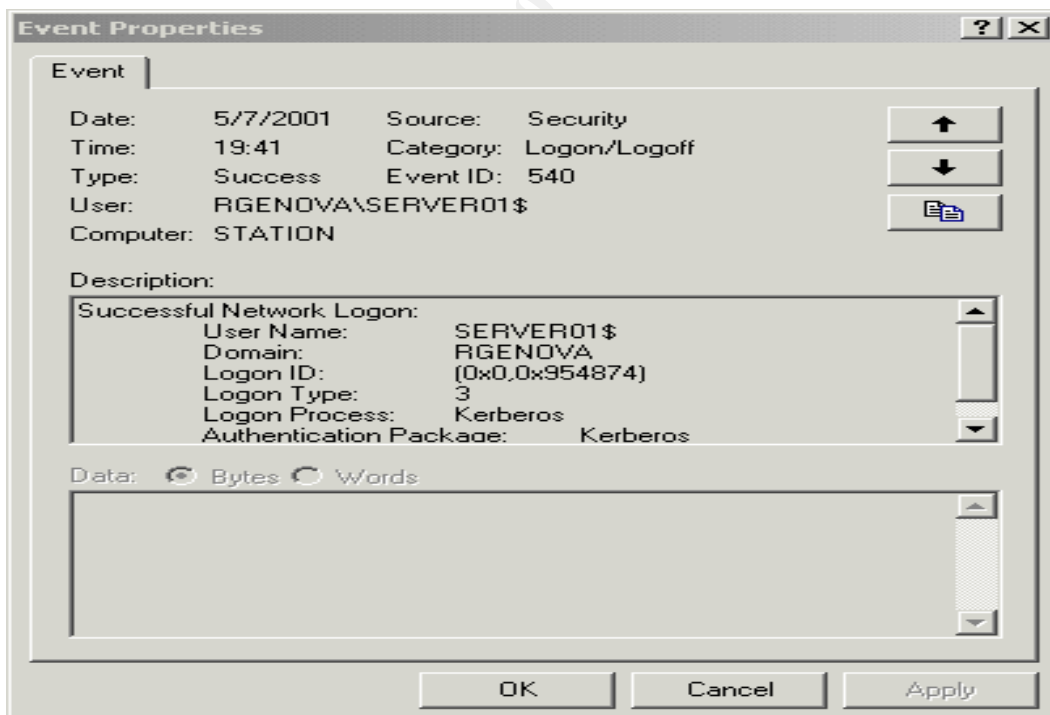 Event Properties
Event
Date: 5/7/2001 Source: Security
Time: 19:41 Category: Logon/Logoff
Type: Success Event ID: 540
User: RGENOVA\SERVER01$
Computer: STATION
Description:
Successful Network Logon:
User Name: SERVER01$
Domain: RGENOVA
Logon ID: (0x0,0x954874)
Logon Type: 3
Logon Process: Kerberos
Authentication Package: Kerberos
Data: Bytes Words
OK Cancel Apply